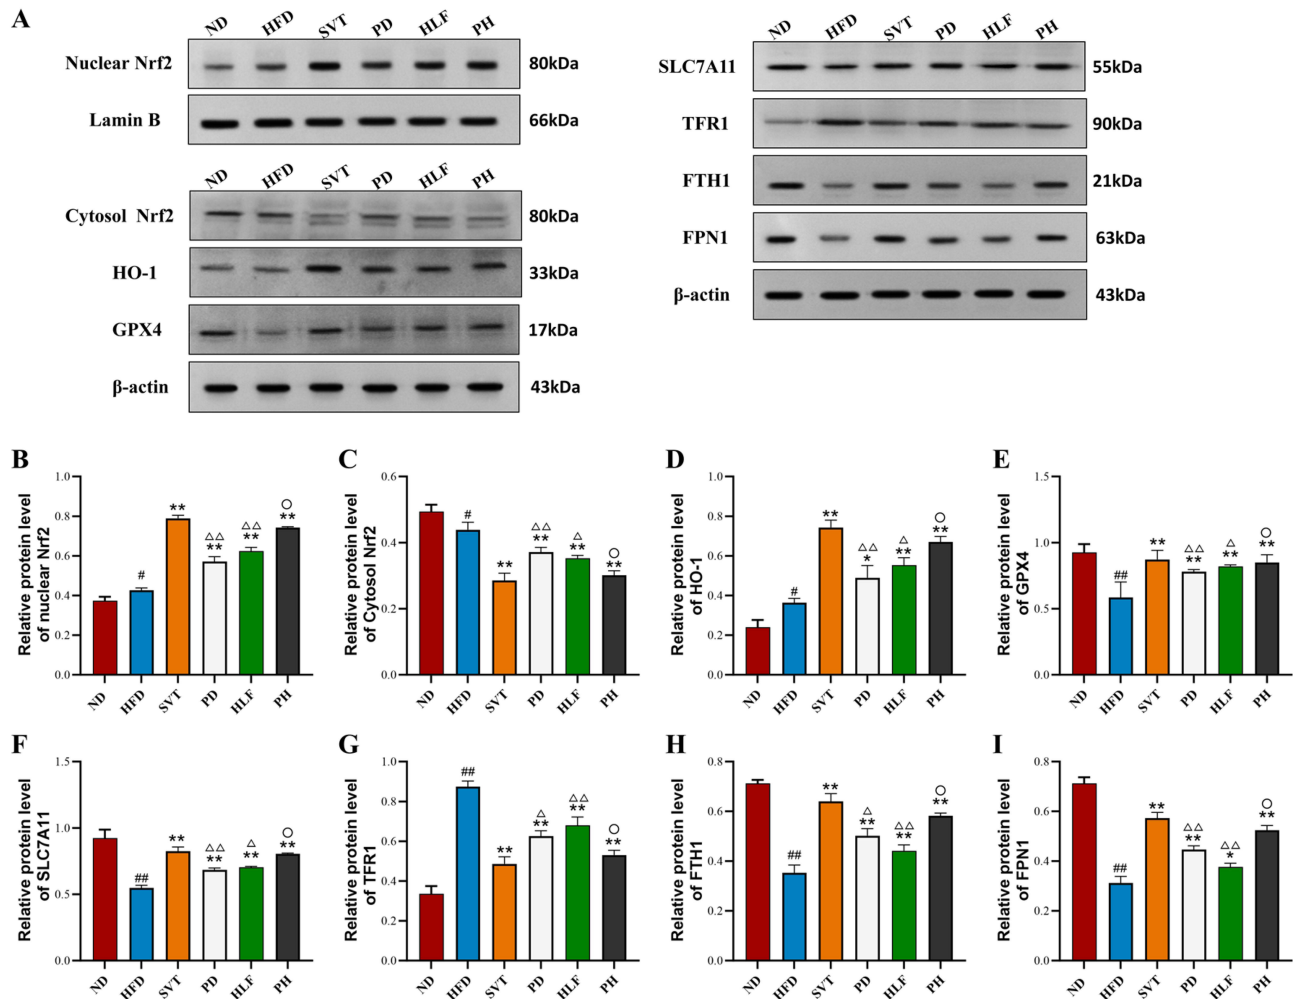 A
ND HFD SVT PD HLF PH
Nuclear Nrf2 80kDa
Lamin B 66kDa
ND HFD SVT PD HLF PH
Cytosol Nrf2 80kDa
HO-1 33kDa
GPX4 17kDa
β-actin 43kDa
ND HFD SVT PD HLF PH
SLC7A11 55kDa
TFR1 90kDa
FTH1 21kDa
FPN1 63kDa
β-actin 43kDa
B
Relative protein level
of nuclear Nrf2
1.0
0.8
0.6
0.4
0.2
0.0
#
**
△△
**
△△
**
○
**
ND HFD SVT PD HLF PH
C
Relative protein level
of Cytosol Nrf2
0.6
0.4
0.2
0.0
#
**
△△
**
△
**
○
**
ND HFD SVT PD HLF PH
D
Relative protein level
of HO-1
1.0
0.8
0.6
0.4
0.2
0.0
#
**
△△
*
△
**
○
**
ND HFD SVT PD HLF PH
E
Relative protein level
of GPX4
1.5
1.0
0.5
0.0
##
**
△△
**
△
**
○
**
ND HFD SVT PD HLF PH
F
Relative protein level
of SLC7A11
1.5
1.0
0.5
0.0
##
**
△△
**
△
**
○
**
ND HFD SVT PD HLF PH
G
Relative protein level
of TFR1
1.0
0.8
0.6
0.4
0.2
0.0
##
**
△
**
△△
**
○
**
ND HFD SVT PD HLF PH
H
Relative protein level
of FTH1
0.8
0.6
0.4
0.2
0.0
##
**
△
**
△△
**
○
**
ND HFD SVT PD HLF PH
I
Relative protein level
of FPN1
0.8
0.6
0.4
0.2
0.0
##
**
△△
**
△△
*
○
**
ND HFD SVT PD HLF PH